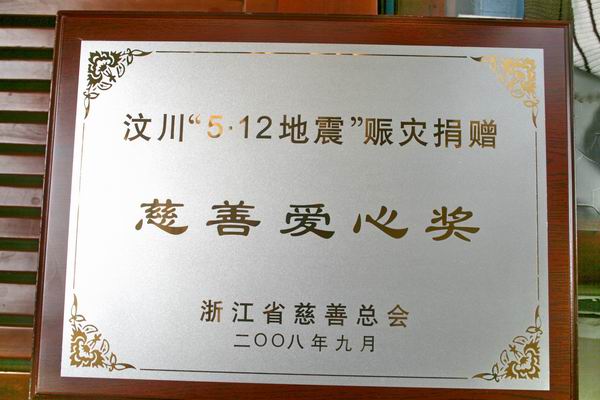 汶川“5·12地震”赈灾捐赠
慈善爱心奖
浙江省慈善总会
二〇〇八年九月